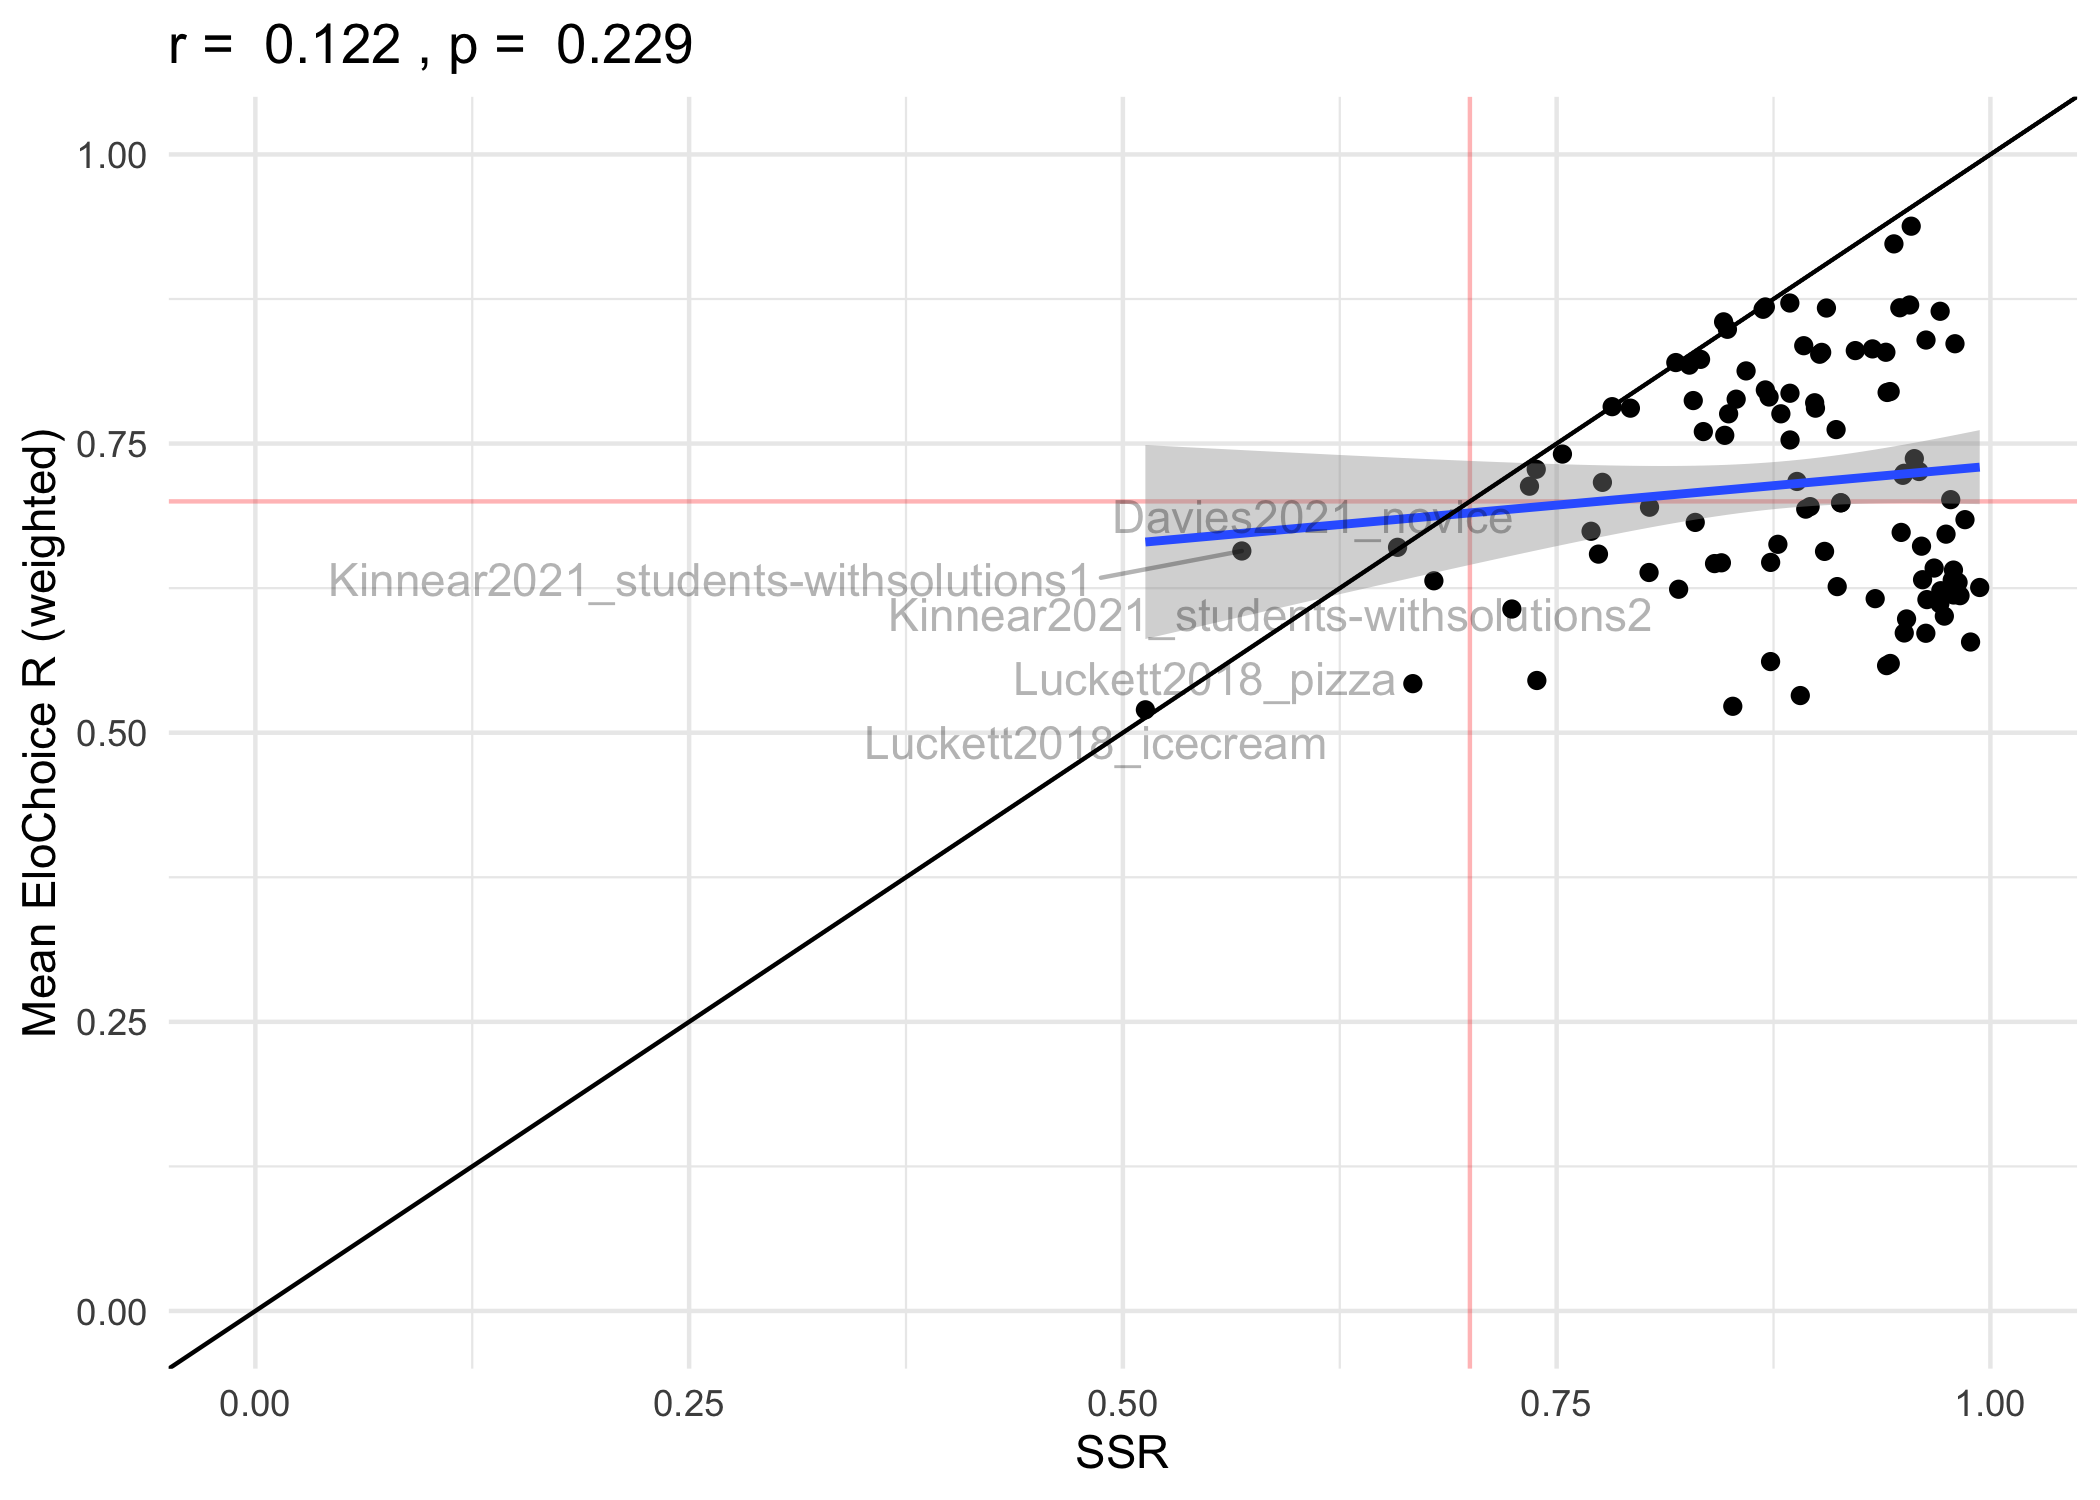 r =  0.122 , p =  0.229
Mean EloChoice R (weighted)
1.00
0.75
0.50
0.25
0.00
Davies2021_novice
Kinnear2021_students-withsolutions1
Kinnear2021_students-withsolutions2
Luckett2018_pizza
Luckett2018_icecream
0.00 0.25 0.50 0.75 1.00
SSR